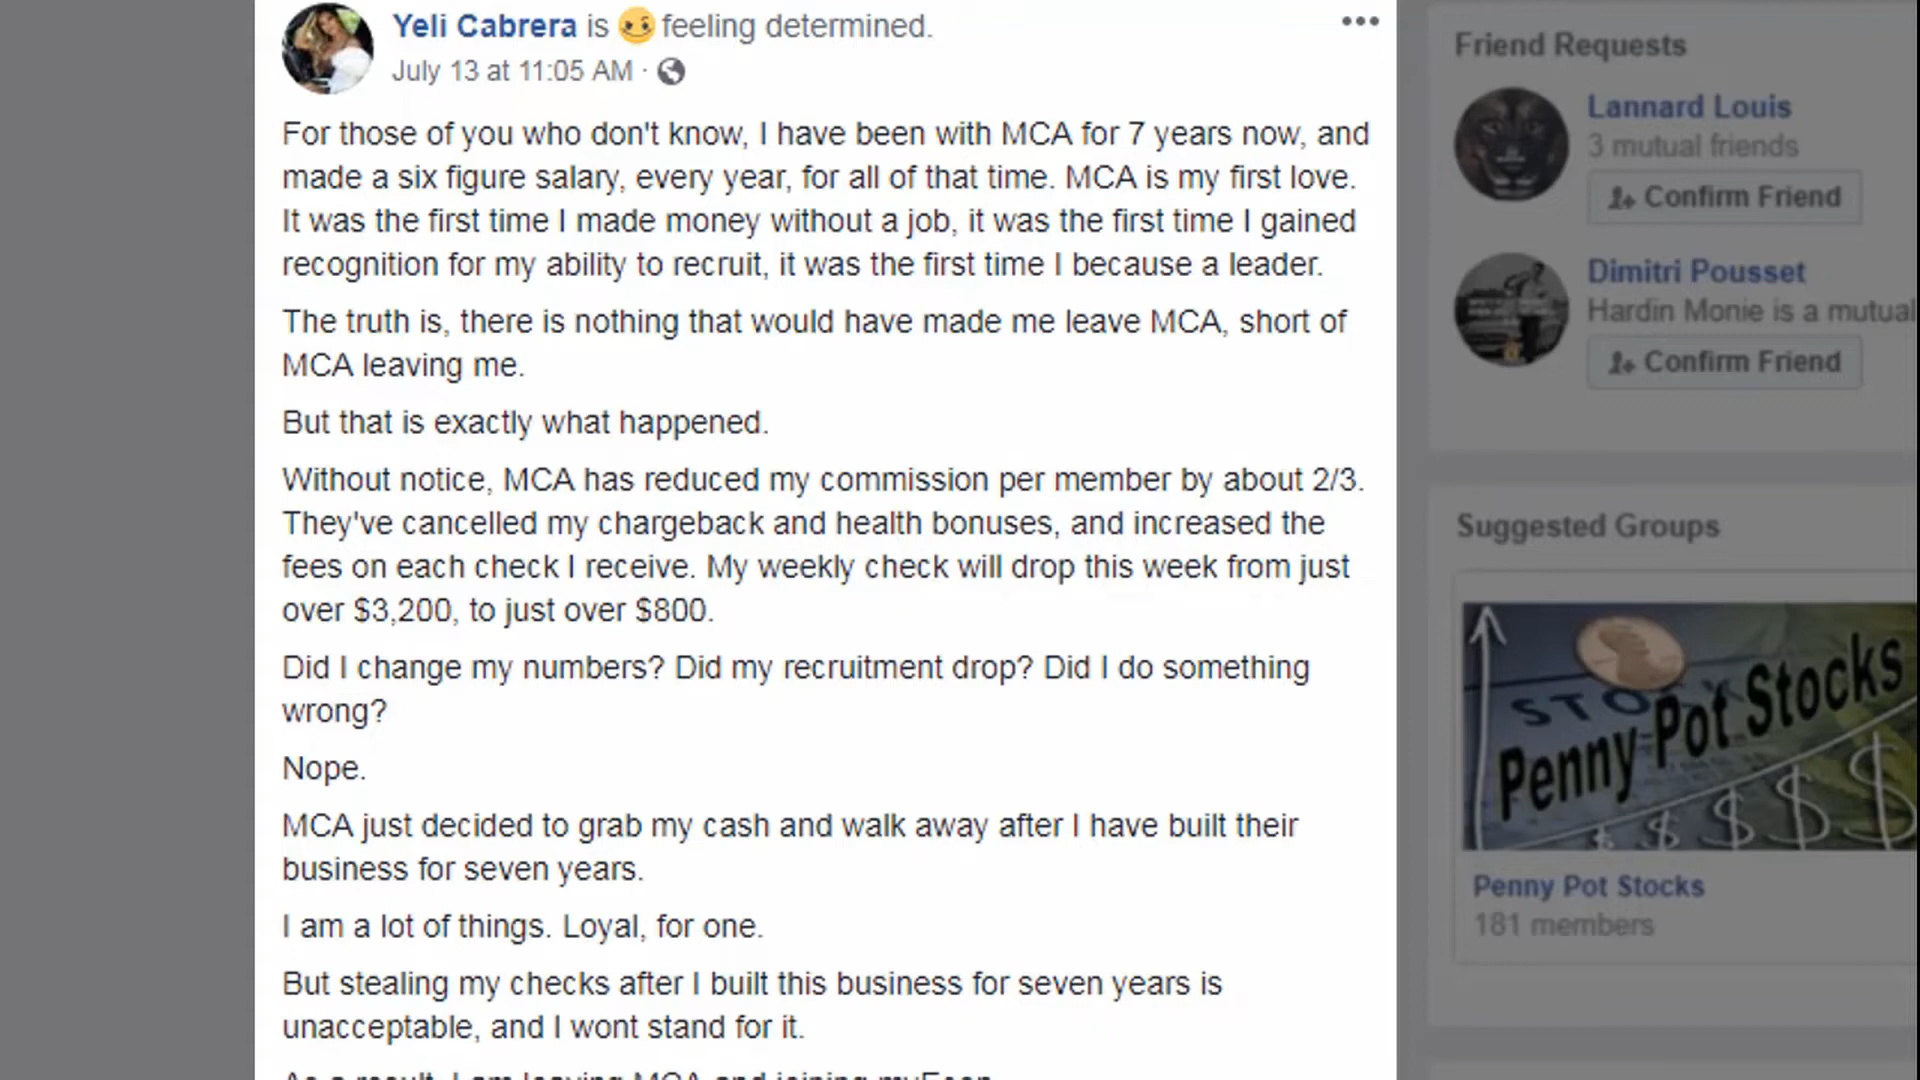 Yeli Cabrera is feeling determined.
July 13 at 11:05 AM ·
For those of you who don't know, I have been with MCA for 7 years now, and
made a six figure salary, every year, for all of that time. MCA is my first love.
It was the first time I made money without a job, it was the first time I gained
recognition for my ability to recruit, it was the first time I because a leader.
The truth is, there is nothing that would have made me leave MCA, short of
MCA leaving me.
But that is exactly what happened.
Without notice, MCA has reduced my commission per member by about 2/3.
They've cancelled my chargeback and health bonuses, and increased the
fees on each check I receive. My weekly check will drop this week from just
over $3,200, to just over $800.
Did I change my numbers? Did my recruitment drop? Did I do something
wrong?
Nope.
MCA just decided to grab my cash and walk away after I have built their
business for seven years.
I am a lot of things. Loyal, for one.
But stealing my checks after I built this business for seven years is
unacceptable, and I wont stand for it.
As a result, I am leaving MCA and joining
Friend Requests
Lannard Louis
3 mutual friends
Confirm Friend
Dimitri Pousset
Hardin Monie is a mutual
Confirm Friend
Suggested Groups
Penny Pot Stocks
Penny Pot Stocks
181 members